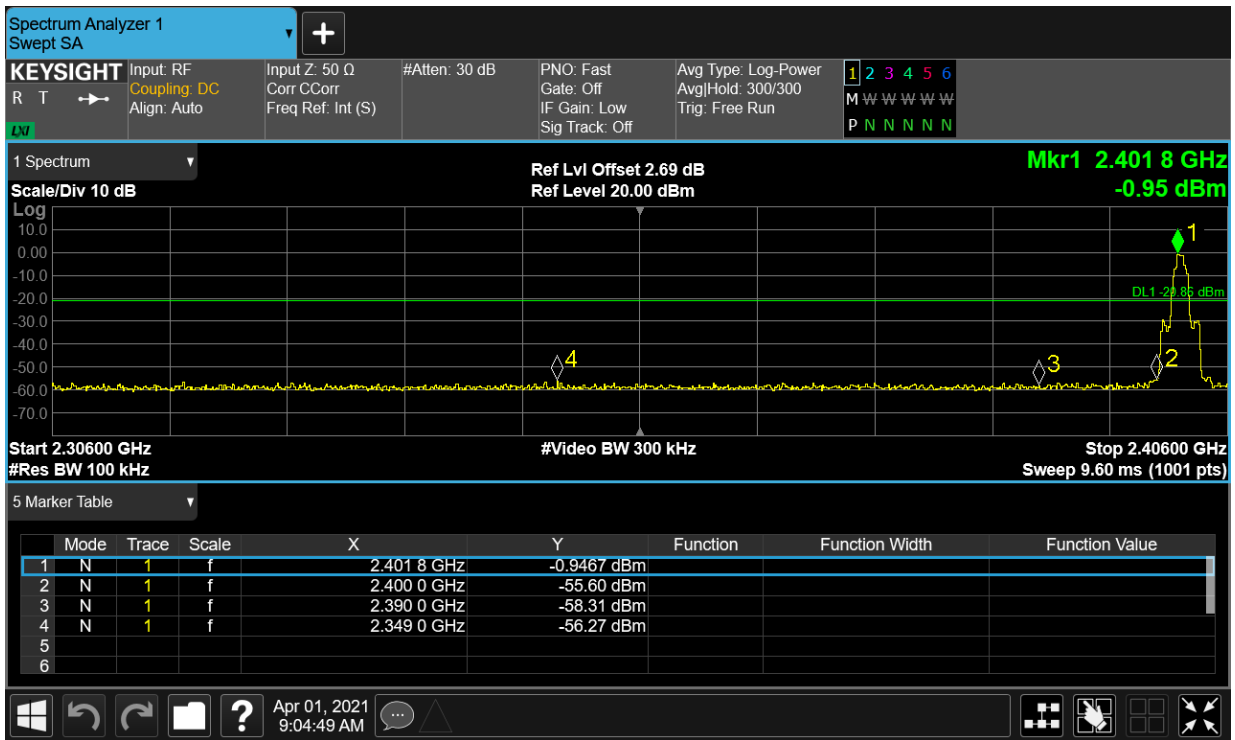 Spectrum Analyzer 1
Swept SA
KEYSIGHT
R T
LXI
Input: RF
Coupling: DC
Align: Auto
Input Z: 50 Ω
Corr CCorr
Freq Ref: Int (S)
#Atten: 30 dB
PNO: Fast
Gate: Off
IF Gain: Low
Sig Track: Off
Avg Type: Log-Power
Avg|Hold: 300/300
Trig: Free Run
1 2 3 4 5 6
M W W W W W
P N N N N N
1 Spectrum
Scale/Div 10 dB
Ref Lvl Offset 2.69 dB
Ref Level 20.00 dBm
Mkr1 2.401 8 GHz
-0.95 dBm
Log
10.0
0.00
-10.0
-20.0
-30.0
-40.0
-50.0
-60.0
-70.0
1
DL1 -20.86 dBm
4
3
2
Start 2.30600 GHz
#Video BW 300 kHz
Stop 2.40600 GHz
#Res BW 100 kHz
Sweep 9.60 ms (1001 pts)
5 Marker Table
Mode Trace Scale X Y Function Function Width Function Value
1 N 1 f 2.401 8 GHz -0.9467 dBm
2 N 1 f 2.400 0 GHz -55.60 dBm
3 N 1 f 2.390 0 GHz -58.31 dBm
4 N 1 f 2.349 0 GHz -56.27 dBm
5
6
?
Apr 01, 2021
9:04:49 AM